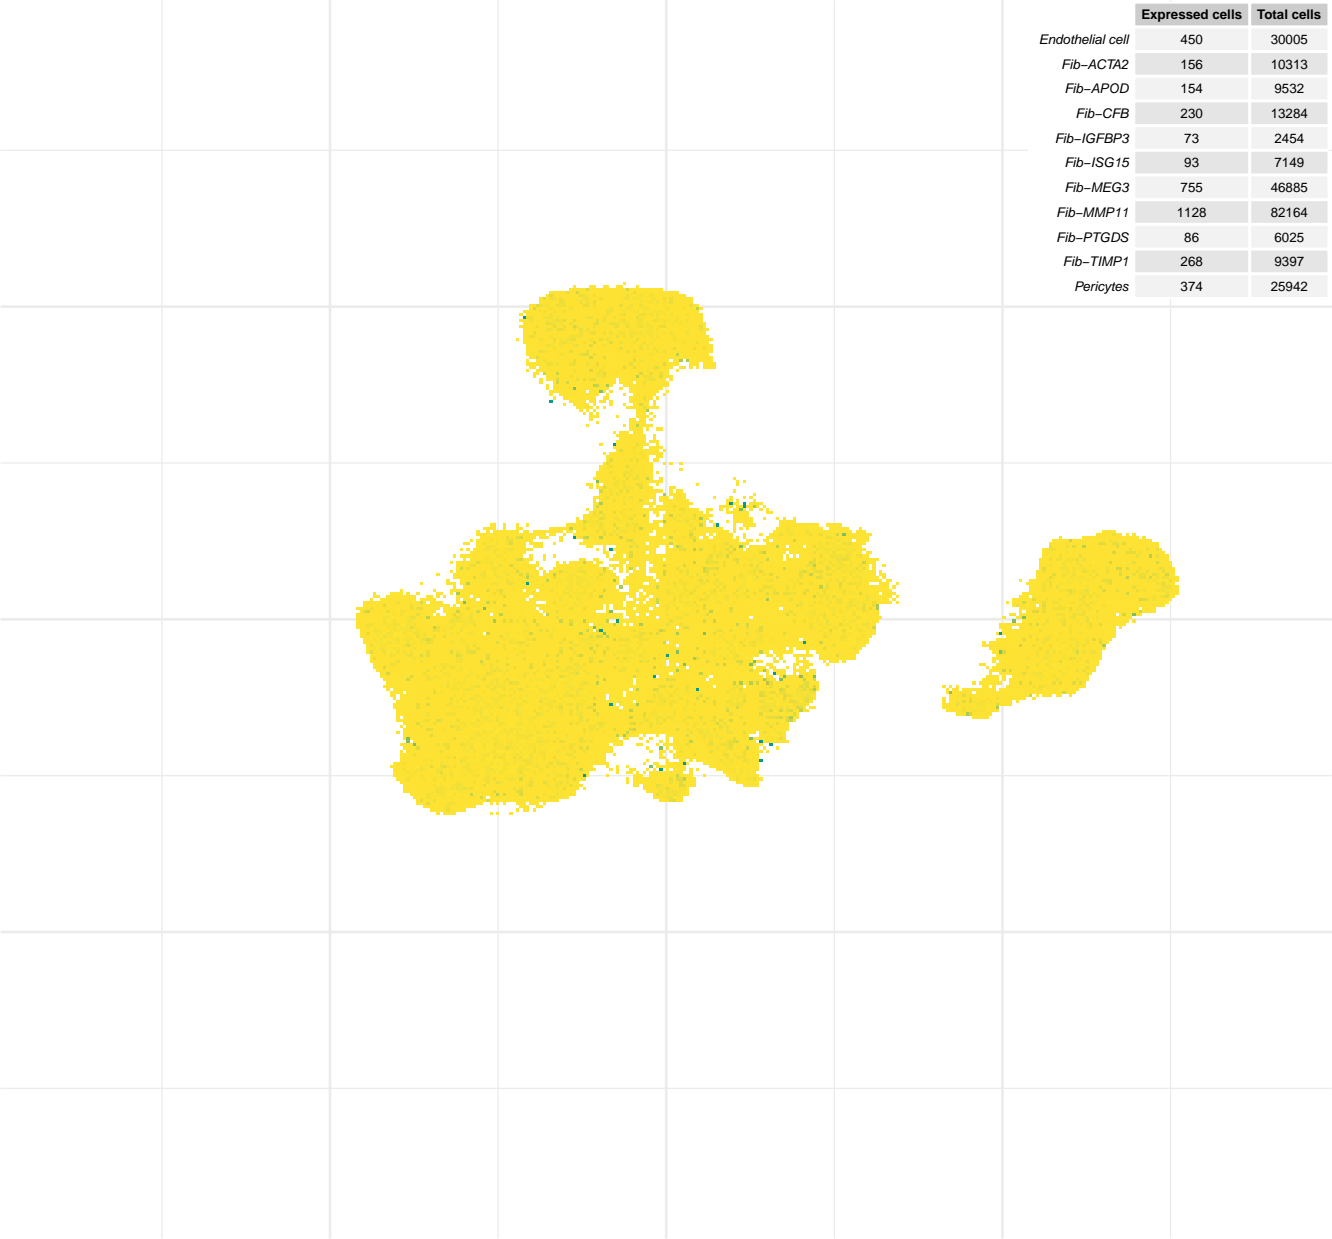 Expressed cells Total cells
Endothelial cell 450 30005
Fib−ACTA2 156 10313
Fib−APOD 154 9532
Fib−CFB 230 13284
Fib−IGFBP3 73 2454
Fib−ISG15 93 7149
Fib−MEG3 755 46885
Fib−MMP11 1128 82164
Fib−PTGDS 86 6025
Fib−TIMP1 268 9397
Pericytes 374 25942